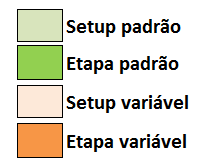 Setup padrão
Etapa padrão
Setup variável
Etapa variável